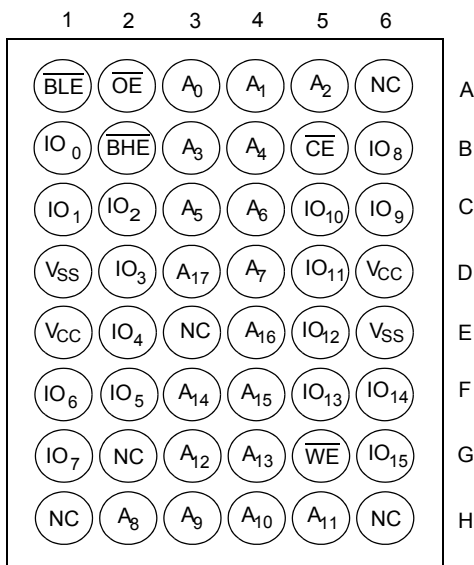 1 2 3 4 5 6
BLE OE A0 A1 A2 NC A
IO 0 BHE A3 A4 CE IO8 B
IO1 IO2 A5 A6 IO10 IO9 C
VSS IO3 A17 A7 IO11 VCC D
VCC IO4 NC A16 IO12 VSS E
IO6 IO5 A14 A15 IO13 IO14 F
IO7 NC A12 A13 WE IO15 G
NC A8 A9 A10 A11 NC H